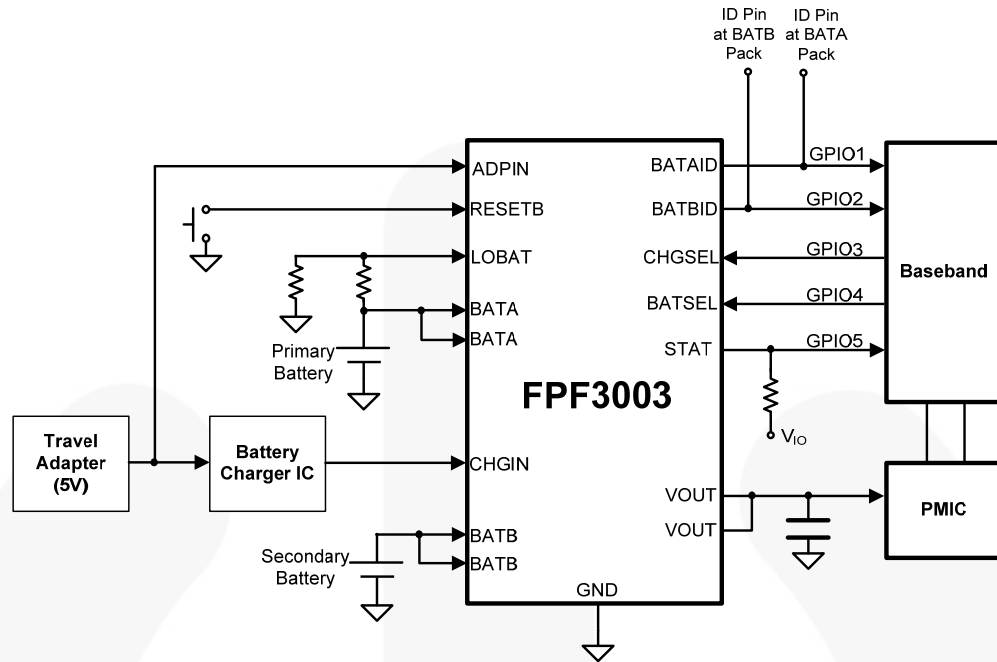 ID Pin
at BATB
Pack
ID Pin
at BATA
Pack
ADPIN
RESETB
LOBAT
BATA
BATA
Primary
Battery
FPF3003
BATAID
BATBID
CHGSEL
BATSEL
STAT
GPIO1
GPIO2
GPIO3
GPIO4
GPIO5
Baseband
VIO
Travel
Adapter
(5V)
Battery
Charger IC
CHGIN
VOUT
VOUT
PMIC
BATB
BATB
Secondary
Battery
GND